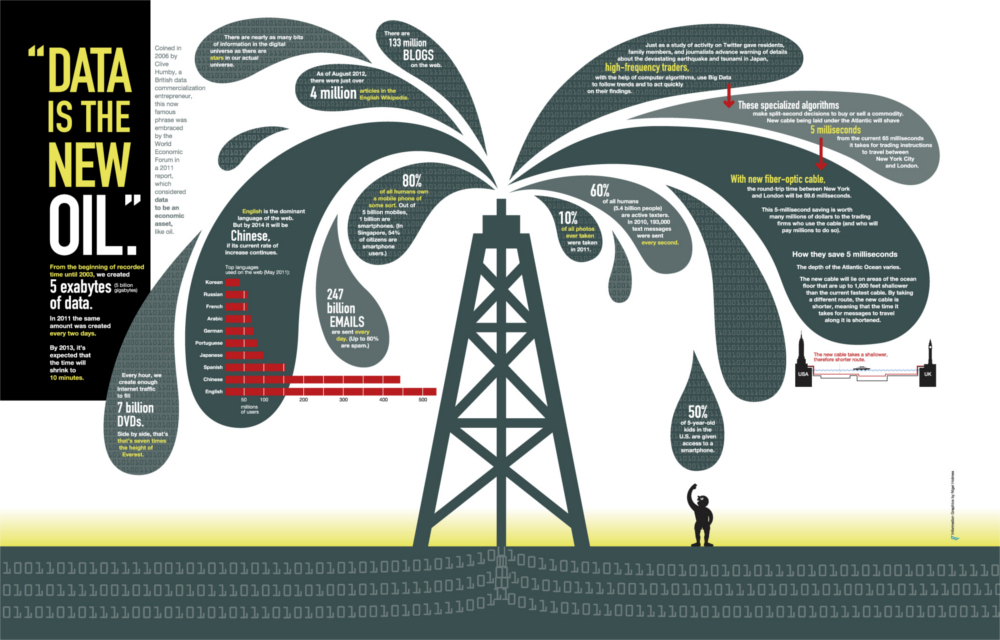 “DATA
IS THE
NEW
OIL.”
Coined in
2006 by
Clive
Humby, a
British data
commercialization
entrepreneur,
this now
famous
phrase was
embraced
by the
World
Economic
Forum in
a 2011
report,
which
considered
data
to be an
economic
asset,
like oil.
From the beginning of recorded
time until 2003, we created
5 exabytes (5 billion
gigabytes)
of data.
In 2011 the same
amount was created
every two days.
By 2013, it's
expected that
the time will
shrink to
10 minutes.
There are nearly as many bits
of information in the digital
universe as there are
stars in our actual
universe.
There are
133 million
BLOGS
on the web.
As of August 2012,
there were just over
4 million articles in the
English Wikipedia.
English is the dominant
language of the web.
But by 2014 it will be
Chinese,
if its current rate of
increase continues.
Top languages
used on the web (May 2011):
Korean
Russian
French
Arabic
German
Portuguese
Japanese
Spanish
Chinese
English
50 100 200 300 400 500
millions
of users
Every hour, we
create enough
internet traffic
to fill
7 billion
DVDs.
Side by side, that's
that's seven times
the height of
Everest.
80%
of all humans own
a mobile phone of
some sort. Out of
5 billion mobiles,
1 billion are
smartphones. (In
Singapore, 54%
of citizens are
smartphone
users.)
247
billion
EMAILS
are sent every
day. (Up to 80%
are spam.)
10%
of all photos
ever taken
were taken
in 2011.
60%
of all humans
(5.4 billion people)
are active texters.
In 2010, 193,000
text messages
were sent
every second.
50%
of 5-year-old
kids in the
U.S. are given
access to a
smartphone.
Just as a study of activity on Twitter gave residents,
family members, and journalists advance warning of details
about the devastating earthquake and tsunami in Japan,
high-frequency traders,
with the help of computer algorithms, use Big Data
to follow trends and to act quickly
on their findings.
These specialized algorithms
make split-second decisions to buy or sell a commodity.
New cable being laid under the Atlantic will shave
5 milliseconds
from the current 65 milliseconds
it takes for trading instructions
to travel between
New York City
and London.
With new fiber-optic cable,
the round-trip time between New York
and London will be 59.6 milliseconds.
This 5-millisecond saving is worth
many millions of dollars to the trading
firms who use the cable (and who will
pay millions to do so).
How they save 5 milliseconds
The depth of the Atlantic Ocean varies.
The new cable will lie on areas of the ocean
floor that are up to 1,000 feet shallower
than the current fastest cable. By taking
a different route, the new cable is
shorter, meaning that the time it
takes for messages to travel
along it is shortened.
The new cable takes a shallower,
therefore shorter route.
USA
UK
Information Graphics by Nigel Holmes